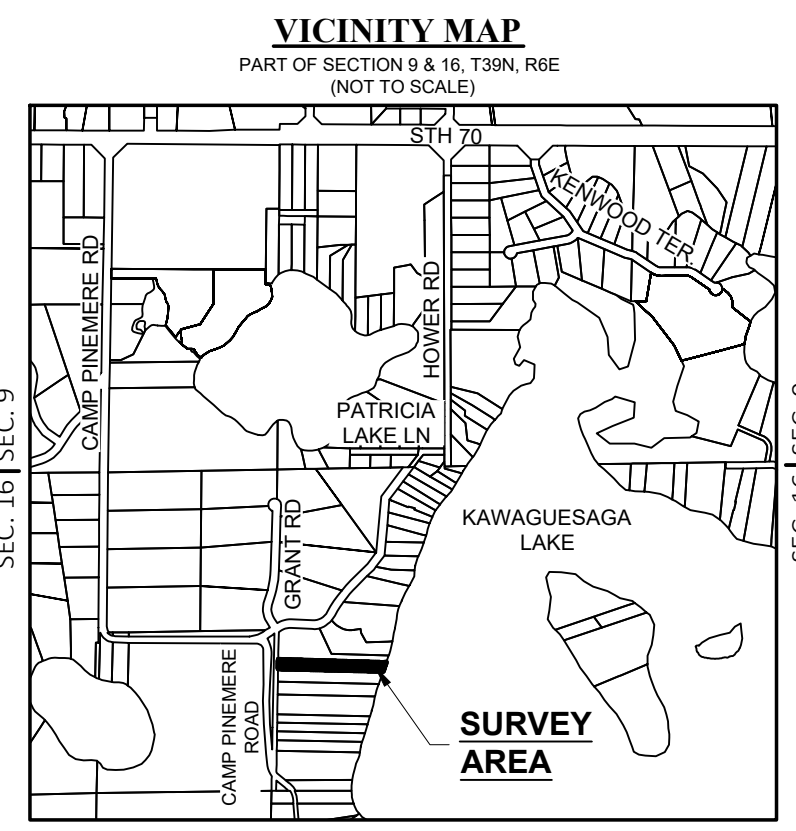 VICINITY MAP
PART OF SECTION 9 & 16, T39N, R6E
(NOT TO SCALE)
STH 70
KENWOOD TER.
CAMP PINEMERE RD
HOWER RD
PATRICIA
LAKE LN
SEC. 16 SEC. 9
GRANT RD
KAWAGUESAGA
LAKE
CAMP PINEMERE
ROAD
SURVEY
AREA